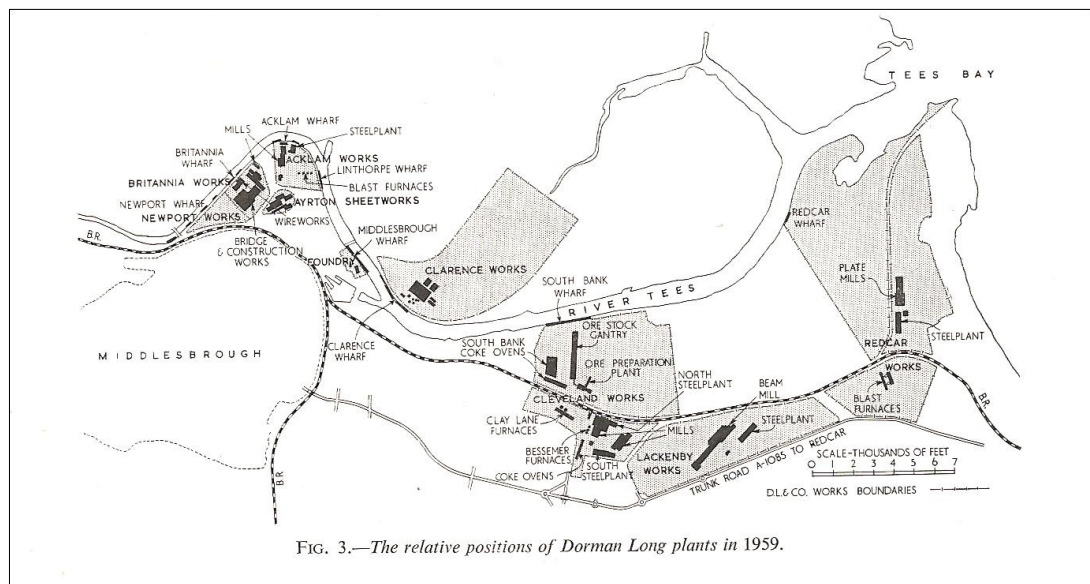 TEES BAY
ACKLAM WHARF
MILLS
STEELPLANT
BRITANNIA
WHARF
ACKLAM WORKS
LINTHORPE WHARF
BRITANNIA WORKS
BLAST FURNACES
NEWPORT WHARF
NEWPORT WORKS
AYRTON SHEETWORKS
WIREWORKS
REDCAR
WHARF
B.R.
BRIDGE
& CONSTRUCTION
WORKS
MIDDLESBROUGH
WHARF
FOUNDRY
CLARENCE WORKS
PLATE
MILLS
SOUTH BANK
WHARF
RIVER TEES
CLARENCE
WHARF
ORE STOCK
GANTRY
STEELPLANT
MIDDLESBROUGH
SOUTH BANK
COKE OVENS
ORE PREPARATION
PLANT
REDCAR
WORKS
NORTH
STEELPLANT
BEAM
MILL
CLEVELAND WORKS
BLAST
FURNACES
B.R.
CLAY LANE
FURNACES
MILLS
STEELPLANT
BESSEMER
FURNACES
LACKENBY
WORKS
SOUTH
STEELPLANT
COKE OVENS
TRUNK ROAD A-1085 TO REDCAR
B.R.
SCALE-THOUSANDS OF FEET
0 1 2 3 4 5 6 7
D.L.& CO. WORKS BOUNDARIES
FIG. 3.—The relative positions of Dorman Long plants in 1959.